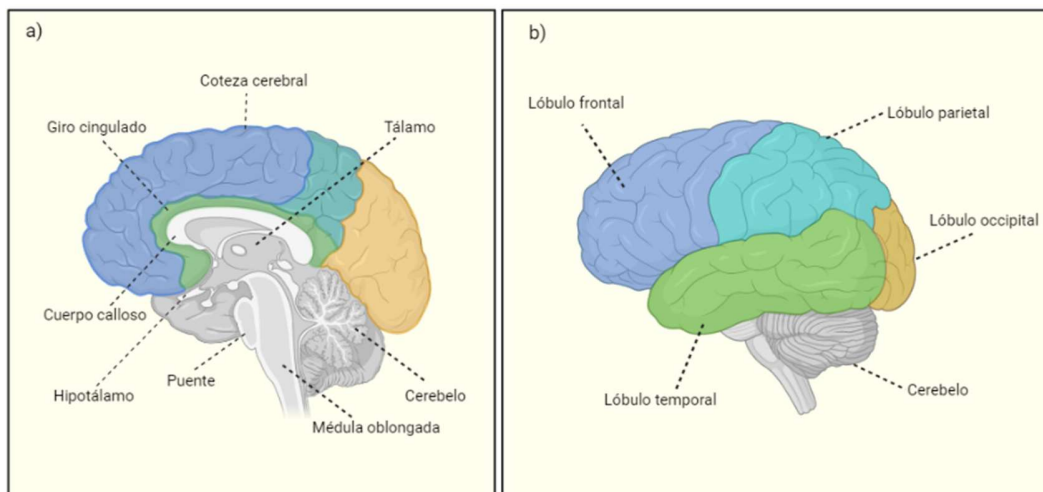 a)
Coteza cerebral
Giro cingulado
Tálamo
Cuerpo calloso
Hipotálamo
Puente
Cerebelo
Médula oblongada
b)
Lóbulo frontal
Lóbulo parietal
Lóbulo occipital
Lóbulo temporal
Cerebelo